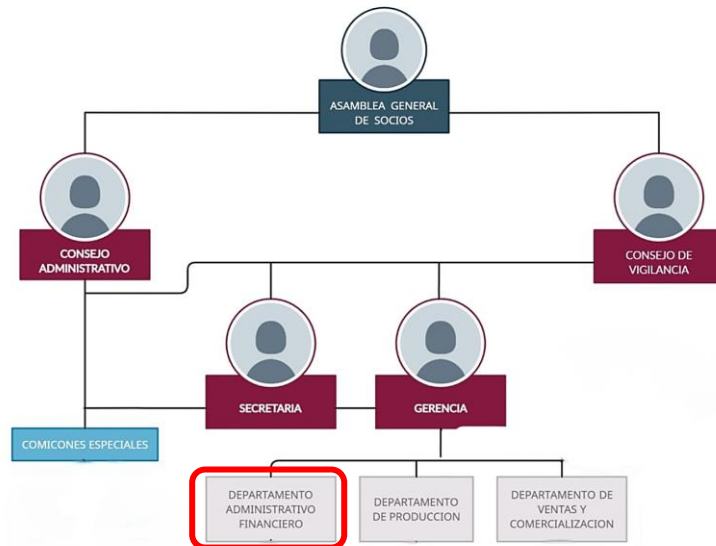 ASAMBLEA GENERAL
DE SOCIOS
CONSEJO
ADMINISTRATIVO
CONSEJO DE
VIGILANCIA
SECRETARIA
GERENCIA
COMICONES ESPECIALES
DEPARTAMENTO
ADMINISTRATIVO
FINANCIERO
DEPARTAMENTO
DE PRODUCCION
DEPARTAMENTO DE
VENTAS Y
COMERCIALIZACION